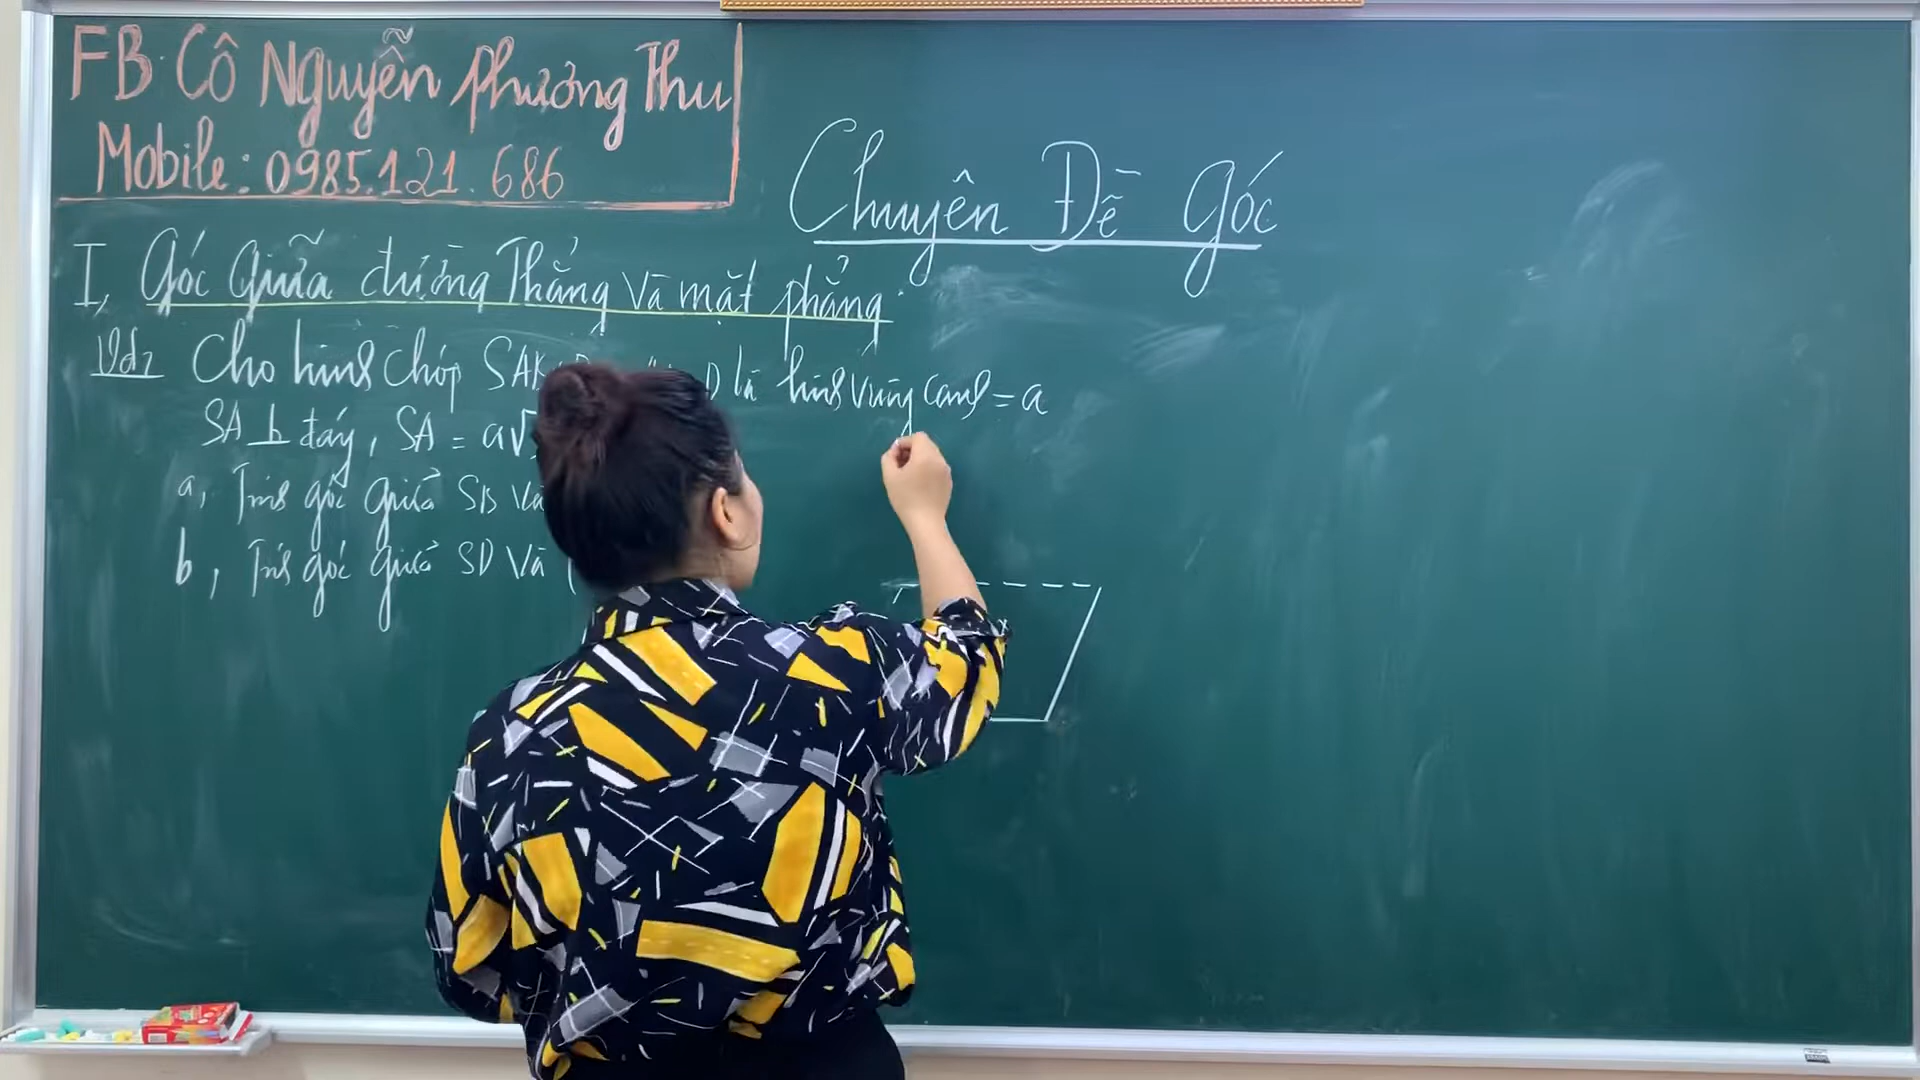 FB: Cô Nguyễn Phương Thu
Mobile: 0985.121.686
Chuyên Đề Góc
I, Góc giữa đường thẳng và mặt phẳng
Vd1 Cho hình chóp SAB D là hình vuông cạnh = a
SA ⊥ đáy, SA = a√
a, Tính góc giữa SB và
b, Tính góc giữa SD và (